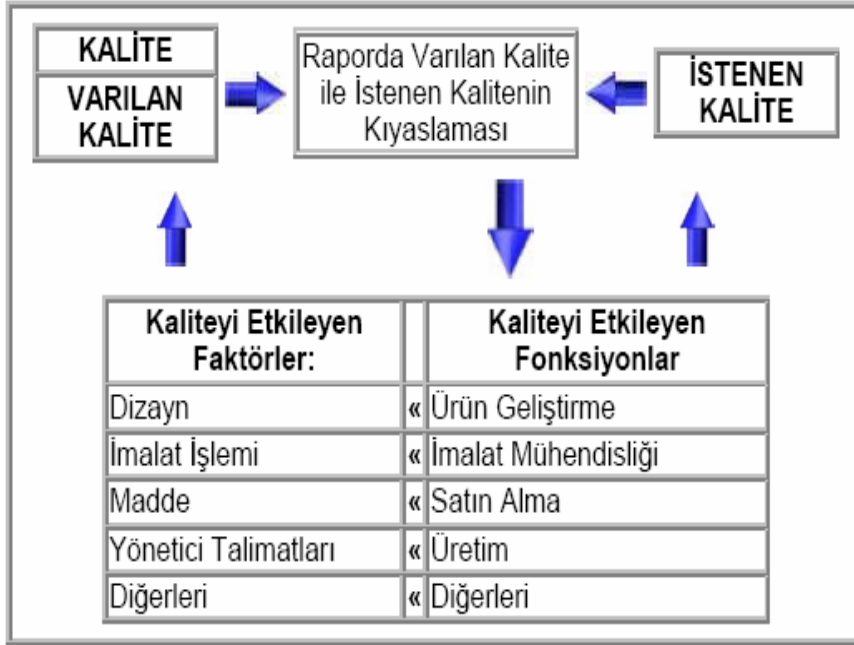 KALİTE
VARILAN
KALİTE
Raporda Varılan Kalite
ile İstenen Kalitenin
Kıyaslaması
İSTENEN
KALİTE
Kaliteyi Etkileyen
Faktörler:
Kaliteyi Etkileyen
Fonksiyonlar
Dizayn « Ürün Geliştirme
İmalat İşlemi « İmalat Mühendisliği
Madde « Satın Alma
Yönetici Talimatları « Üretim
Diğerleri « Diğerleri